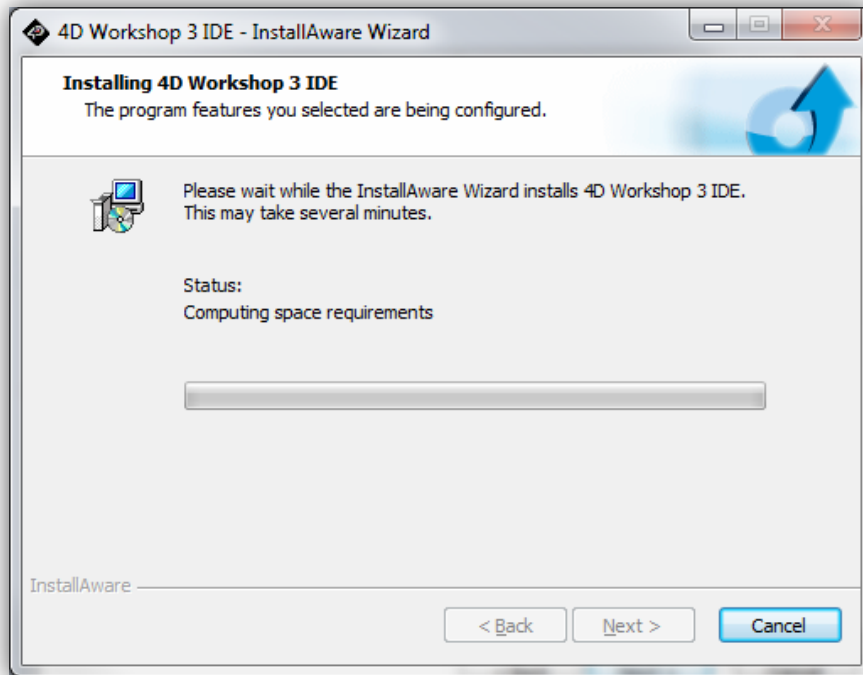 4D Workshop 3 IDE - InstallAware Wizard
Installing 4D Workshop 3 IDE
The program features you selected are being configured.
Please wait while the InstallAware Wizard installs 4D Workshop 3 IDE.
This may take several minutes.
Status:
Computing space requirements
InstallAware
< Back Next > Cancel